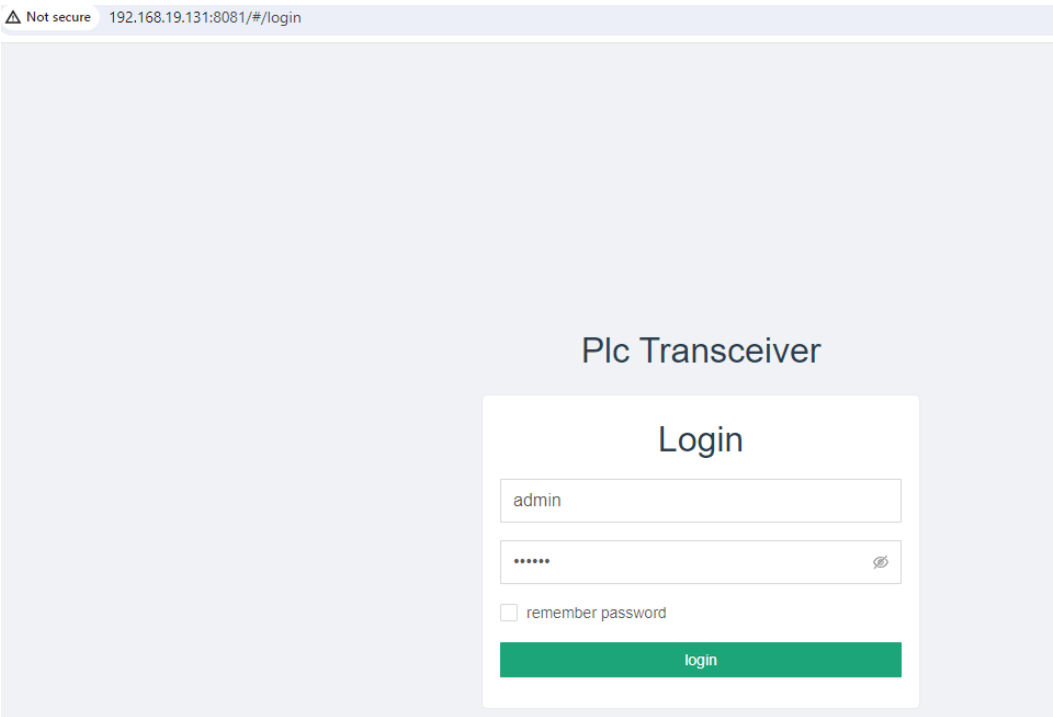 Not secure 192.168.19.131:8081/#/login
Plc Transceiver
Login
admin
••••••
remember password
login